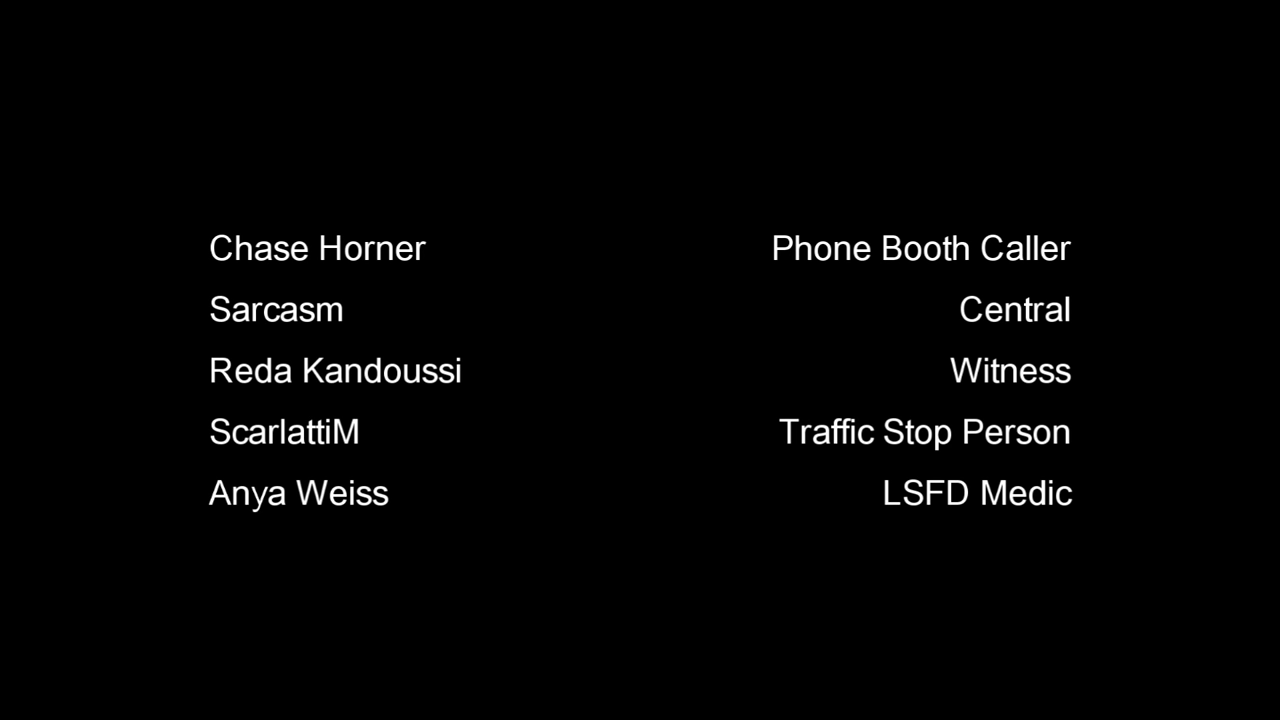 Chase Horner Phone Booth Caller
Sarcasm Central
Reda Kandoussi Witness
ScarlattiM Traffic Stop Person
Anya Weiss LSFD Medic